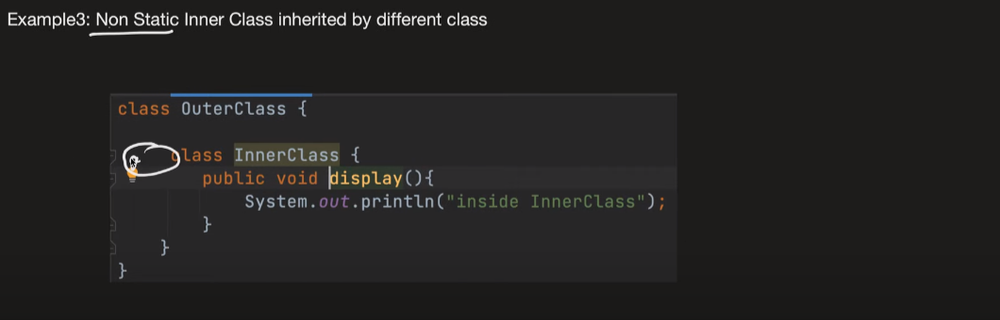 Example3: Non Static Inner Class inherited by different class
class OuterClass {
class InnerClass {
public void display(){
System.out.println("inside InnerClass");
}
}
}